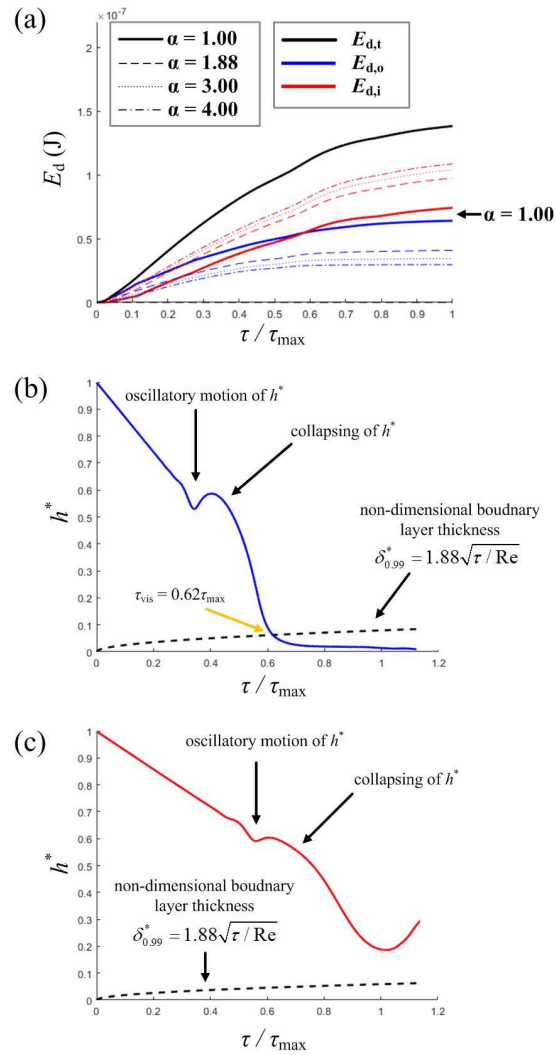 (a)
×10⁻⁷
2
1.5
1
0.5
0
E_d (J)
α = 1.00
α = 1.88
α = 3.00
α = 4.00
E_d,t
E_d,o
E_d,i
α = 1.00
0 0.1 0.2 0.3 0.4 0.5 0.6 0.7 0.8 0.9 1
τ / τ_max
(b)
1
0.9
0.8
0.7
0.6
0.5
0.4
0.3
0.2
0.1
0
h*
oscillatory motion of h*
collapsing of h*
non-dimensional boudnary
layer thickness
δ*_0.99 = 1.88√τ / Re
τ_vis = 0.62τ_max
0 0.2 0.4 0.6 0.8 1 1.2
τ / τ_max
(c)
1
0.9
0.8
0.7
0.6
0.5
0.4
0.3
0.2
0.1
0
h*
oscillatory motion of h*
collapsing of h*
non-dimensional boudnary
layer thickness
δ*_0.99 = 1.88√τ / Re
0 0.2 0.4 0.6 0.8 1 1.2
τ / τ_max